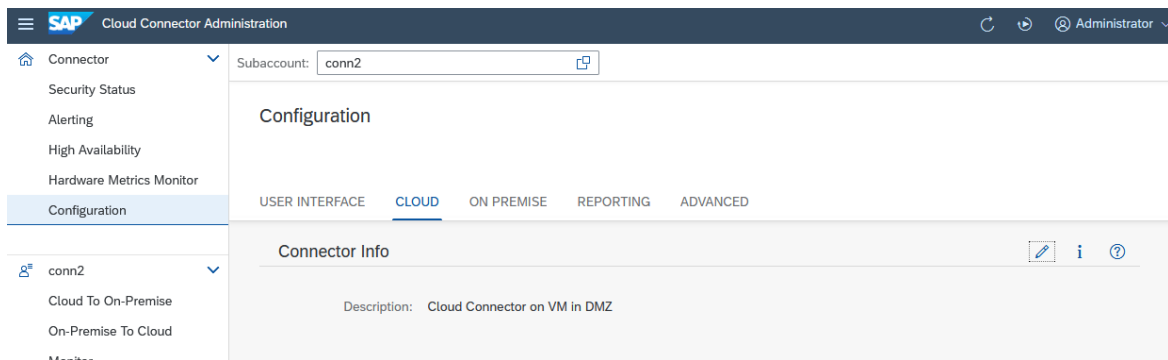 SAP Cloud Connector Administration
Administrator
Connector
Security Status
Alerting
High Availability
Hardware Metrics Monitor
Configuration
conn2
Cloud To On-Premise
On-Premise To Cloud
Monitor
Subaccount: conn2
Configuration
USER INTERFACE CLOUD ON PREMISE REPORTING ADVANCED
Connector Info
Description: Cloud Connector on VM in DMZ